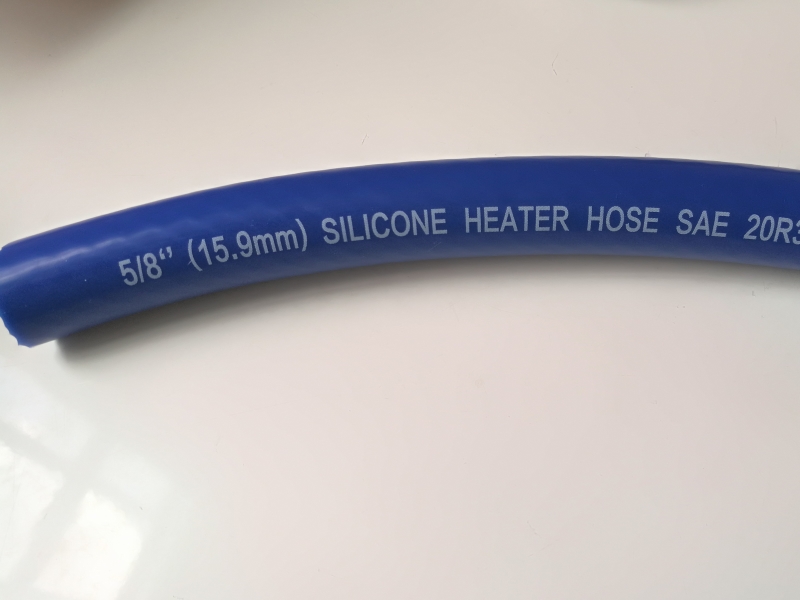 5/8“ (15.9mm) SILICONE HEATER HOSE SAE 20R3